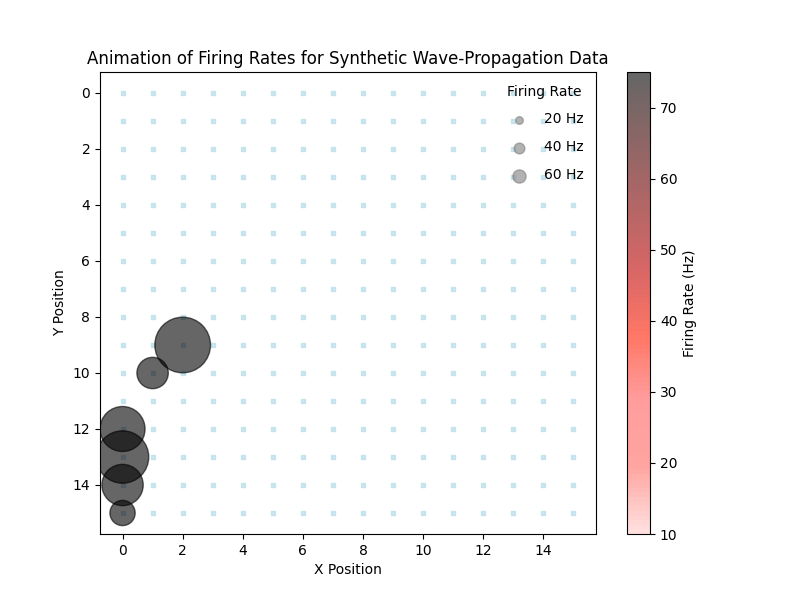 Animation of Firing Rates for Synthetic Wave-Propagation Data
Firing Rate
20 Hz
40 Hz
60 Hz
0
2
4
6
8
10
12
14
Y Position
0
2
4
6
8
10
12
14
X Position
70
60
50
40
30
20
10
Firing Rate (Hz)